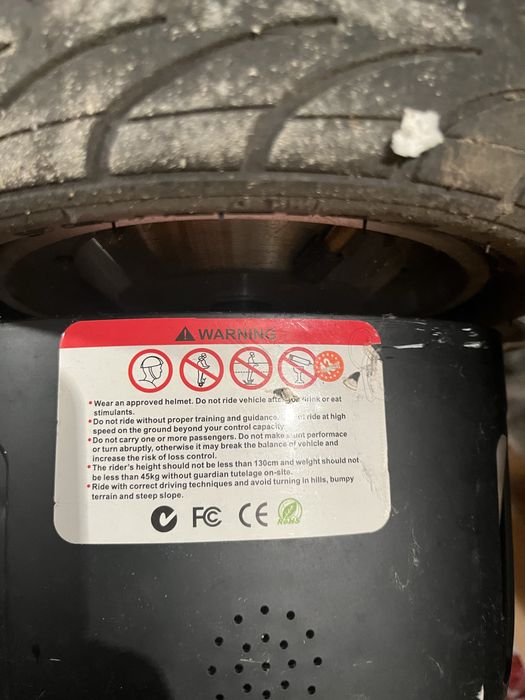 WARNING
• Wear an approved helmet. Do not ride vehicle after you drink or eat
stimulants.
• Do not ride without proper training and guidance. ride at high
speed on the ground beyond your control capacity.
• Do not carry one or more passengers. Do not make stunt performace
or turn abruptly, otherwise it may break the balance of vehicle and
increase the risk of loss control.
• The rider's height should not be less than 130cm and weight should not
be less than 45kg without guardian tutelage on-site.
• Ride with correct driving techniques and avoid turning in hills, bumpy
terrain and steep slope.
FC CE RoHS